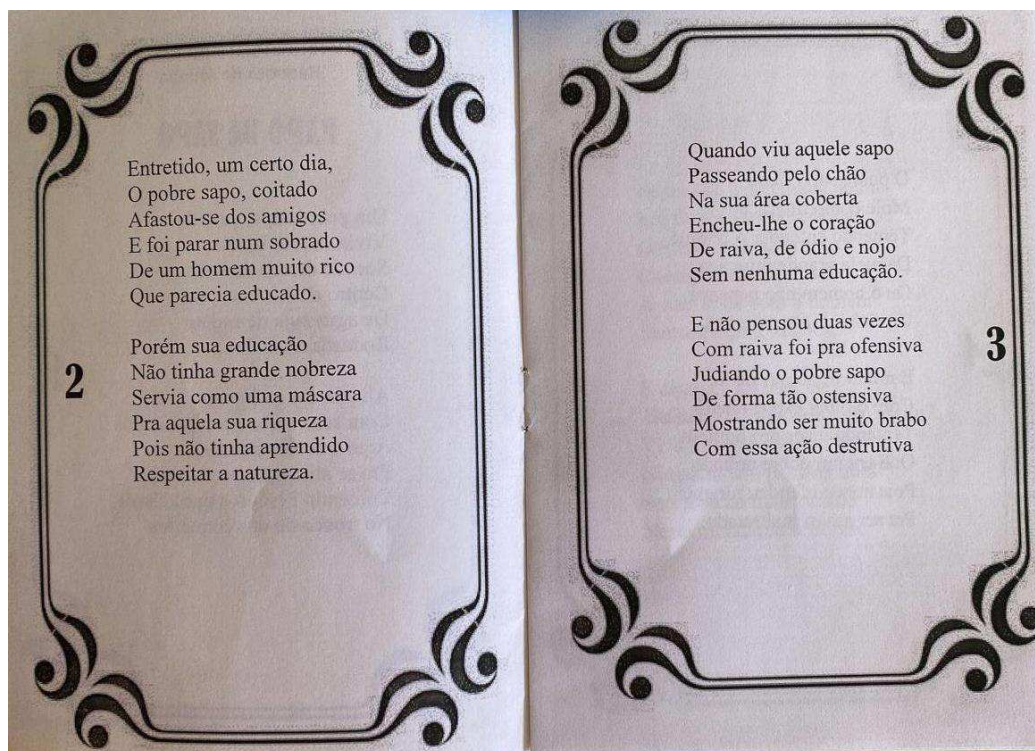 Entretido, um certo dia,
O pobre sapo, coitado
Afastou-se dos amigos
E foi parar num sobrado
De um homem muito rico
Que parecia educado.
Porém sua educação
Não tinha grande nobreza
Servia como uma máscara
Pra aquela sua riqueza
Pois não tinha aprendido
Respeitar a natureza.
2
Quando viu aquele sapo
Passeando pelo chão
Na sua área coberta
Encheu-lhe o coração
De raiva, de ódio e nojo
Sem nenhuma educação.
E não pensou duas vezes
Com raiva foi pra ofensiva
Judiando o pobre sapo
De forma tão ostensiva
Mostrando ser muito brabo
Com essa ação destrutiva
3